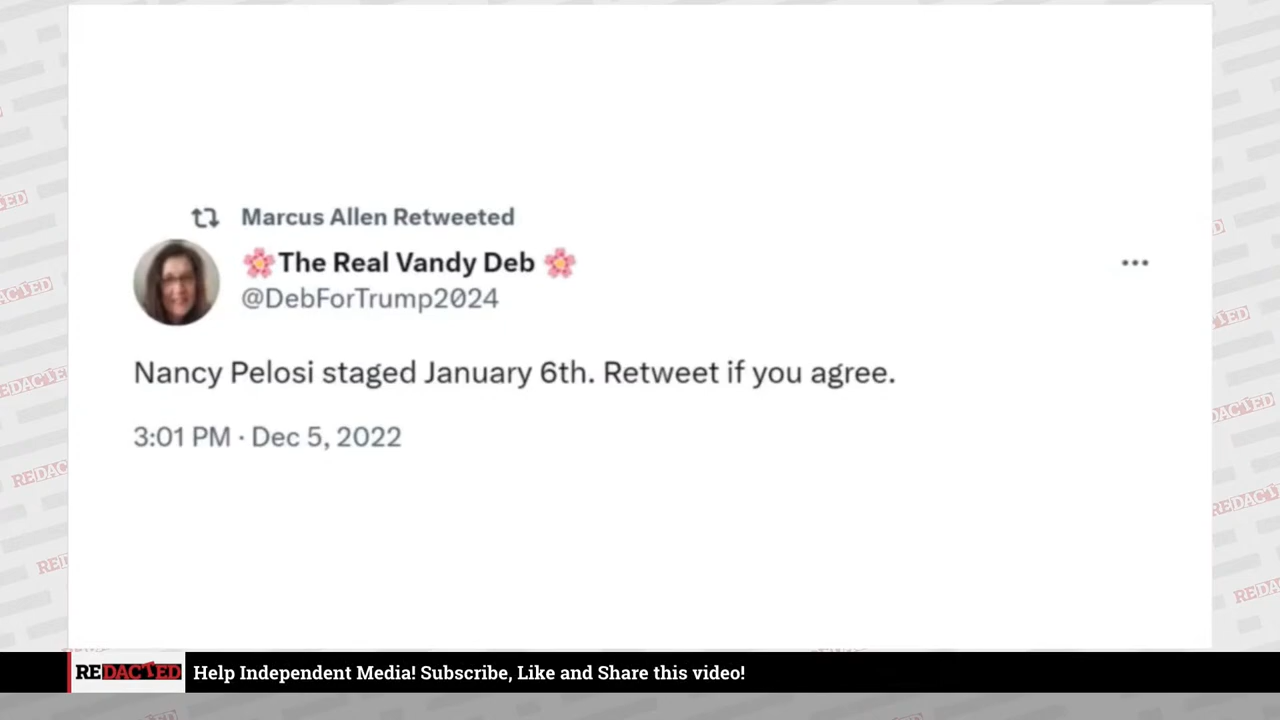 Marcus Allen Retweeted
🌸The Real Vandy Deb 🌸
@DebForTrump2024
Nancy Pelosi staged January 6th. Retweet if you agree.
3:01 PM · Dec 5, 2022
REDACTED Help Independent Media! Subscribe, Like and Share this video!